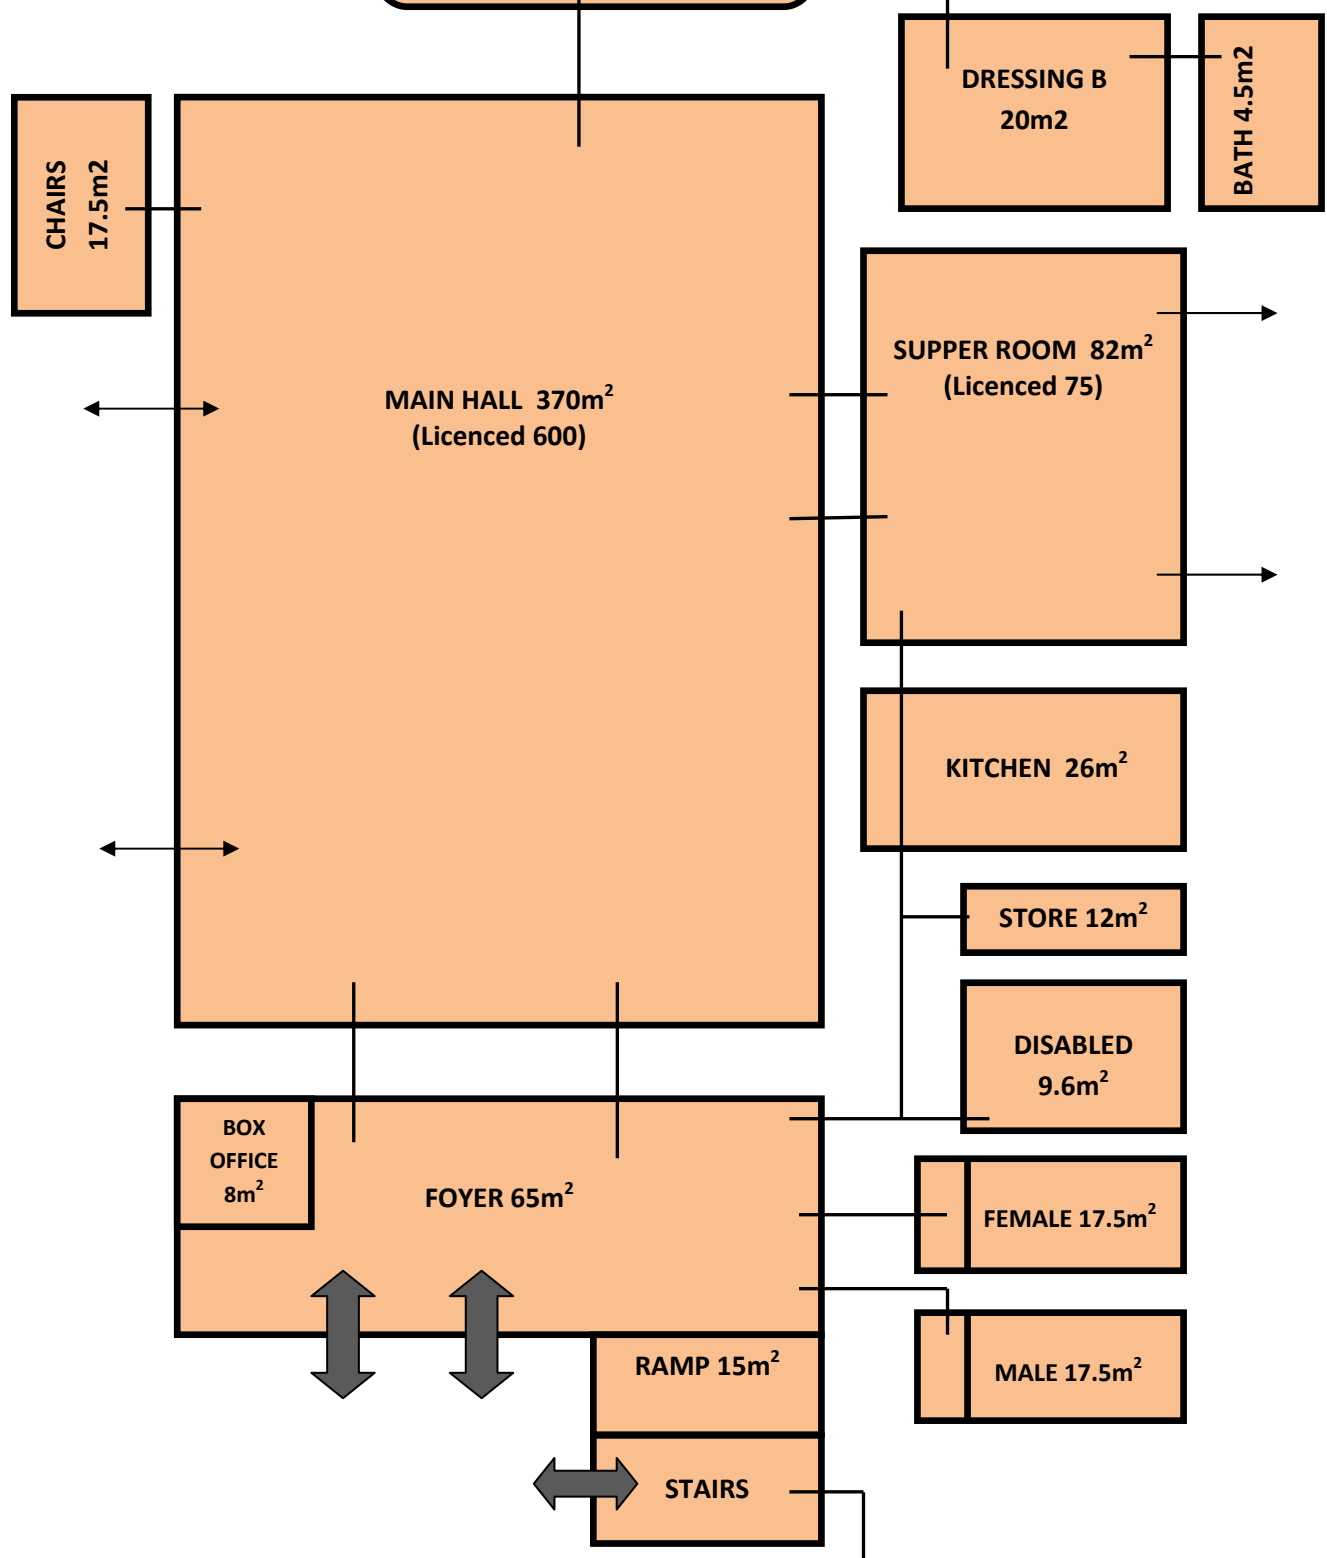 DRESSING B
20m2
BATH 4.5m2
CHAIRS
17.5m2
SUPPER ROOM 82m²
(Licenced 75)
MAIN HALL 370m²
(Licenced 600)
KITCHEN 26m²
STORE 12m²
DISABLED
9.6m²
BOX
OFFICE
8m²
FOYER 65m²
FEMALE 17.5m²
RAMP 15m²
MALE 17.5m²
STAIRS